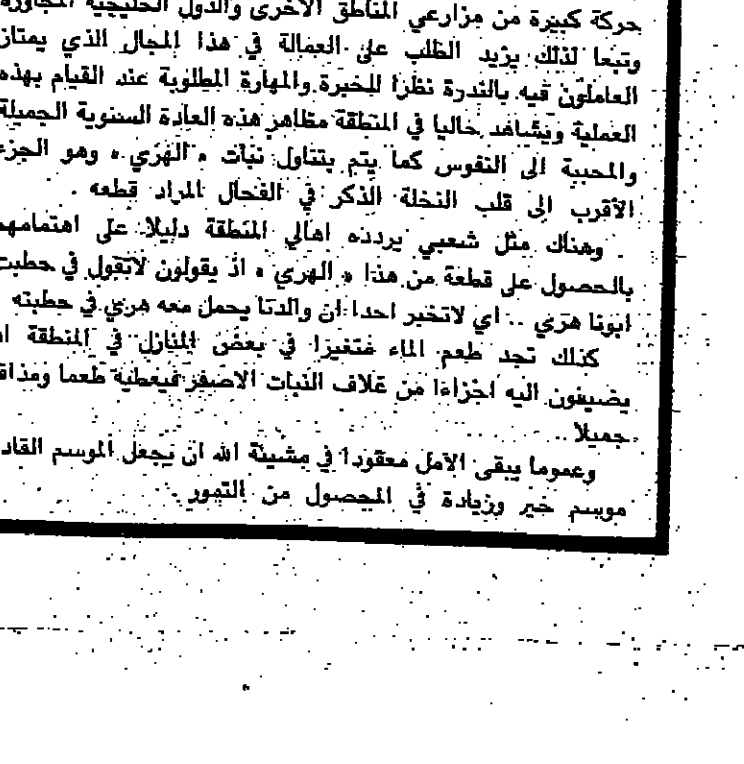 حركة كبيرة من مزارعي المناطق الاخرى والدول الخليجية المجاورة
وتبعا لذلك يزيد الطلب على العمالة في هذا المجال الذي يمتاز
العاملون فيه بالندرة نظرا للخبرة والمهارة المطلوبة عند القيام بهذه
العملية ويشاهد حاليا في المنطقة مظاهر هذه العادة السنوية الجميلة
والمحببة الى النفوس كما يتم بتناول نبات « الهري » وهو الجزء
الأقرب الى قلب النخلة الذكر في الفحال المراد قطعه .
وهناك مثل شعبي يردده اهالي المنطقة دليلا على اهتمامهم
بالحصول على قطعة من هذا « الهري » اذ يقولون لاتقول في حطبت
ابونا هري .. أي لاتخبر احدا ان والدنا يحمل معه هري في حطبته
كذلك تجد طعم الماء متغيرا في بعض المنازل في المنطقة اذ
يضيفون اليه اجزاءا من غلاف النبات الاصفر فيعطيه طعما ومذاقا
جميلا ..
وعموما يبقى الامل معقودا في مشيئة الله ان يجعل الموسم القادم
موسم خير وزيادة في المحصول من التمور .